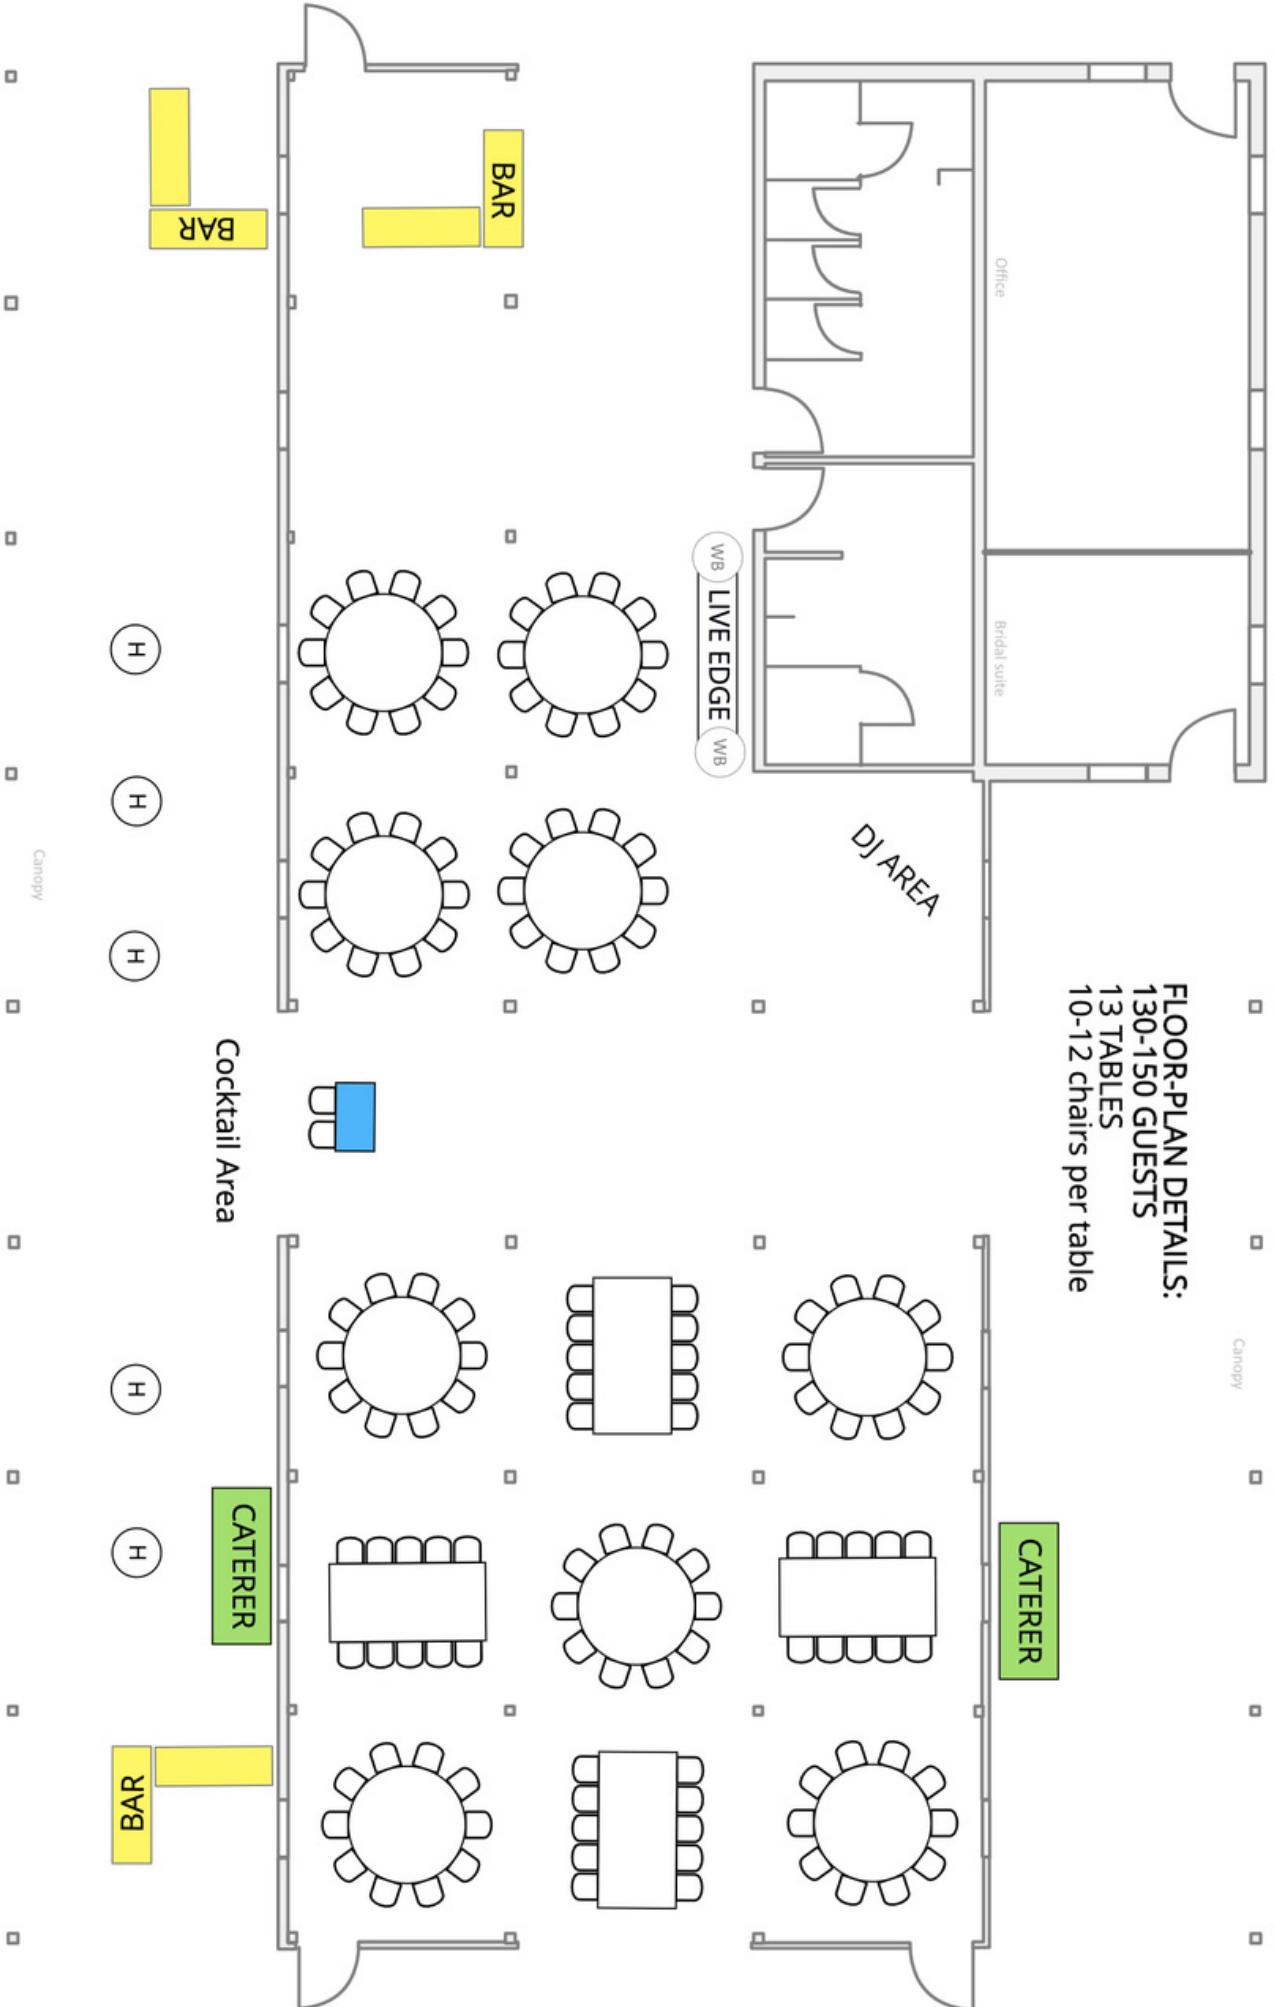 BAR
BAR
Office
WB
LIVE EDGE
WB
Bridal suite
H
H
H
Canopy
DJ AREA
FLOOR-PLAN DETAILS:
130-150 GUESTS
13 TABLES
10-12 chairs per table
Cocktail Area
Canopy
H
H
CATERER
CATERER
BAR